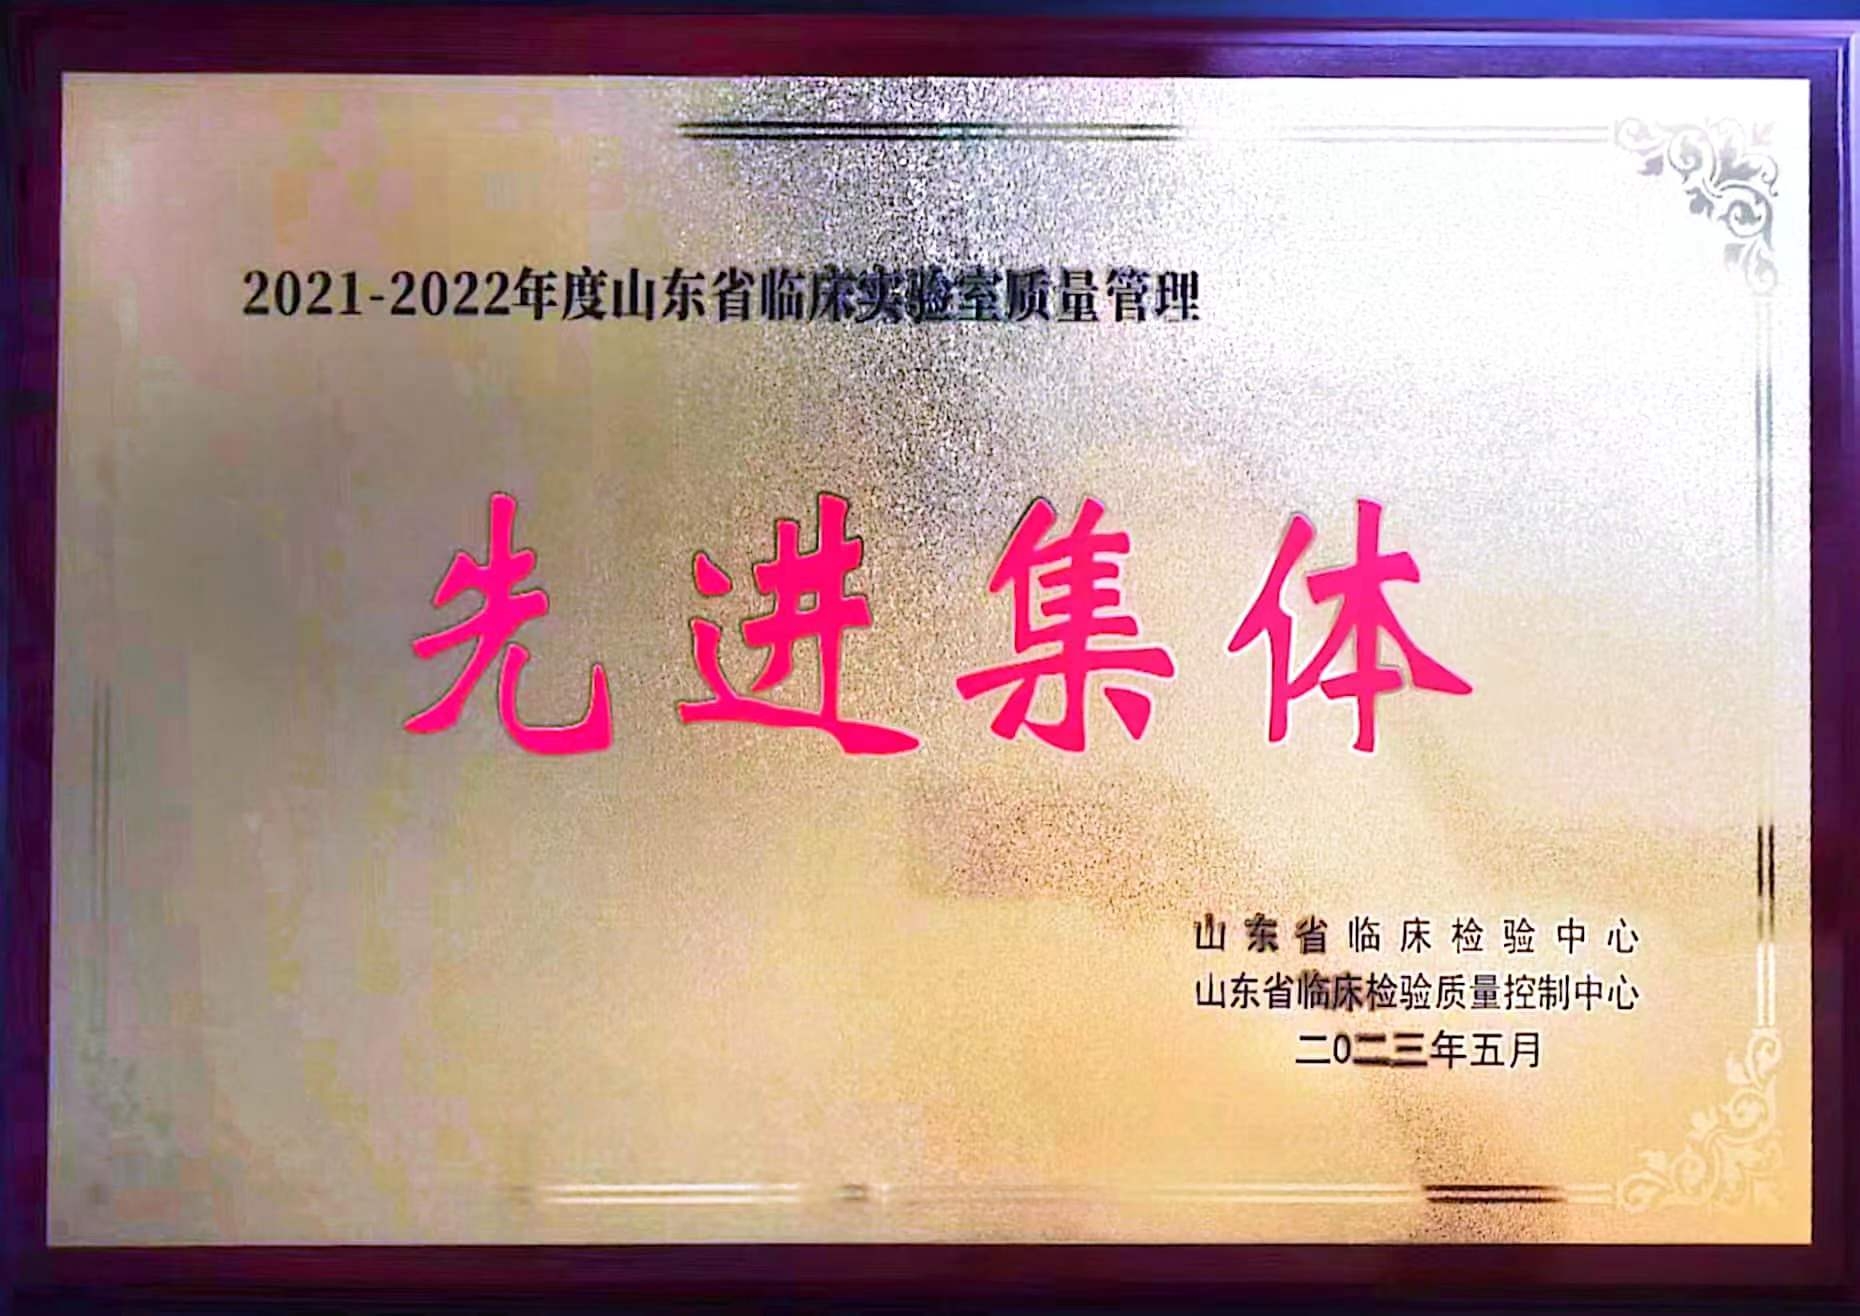 2021-2022年度山东省临床实验室质量管理
先进集体
山东省临床检验中心
山东省临床检验质量控制中心
二0二三年五月